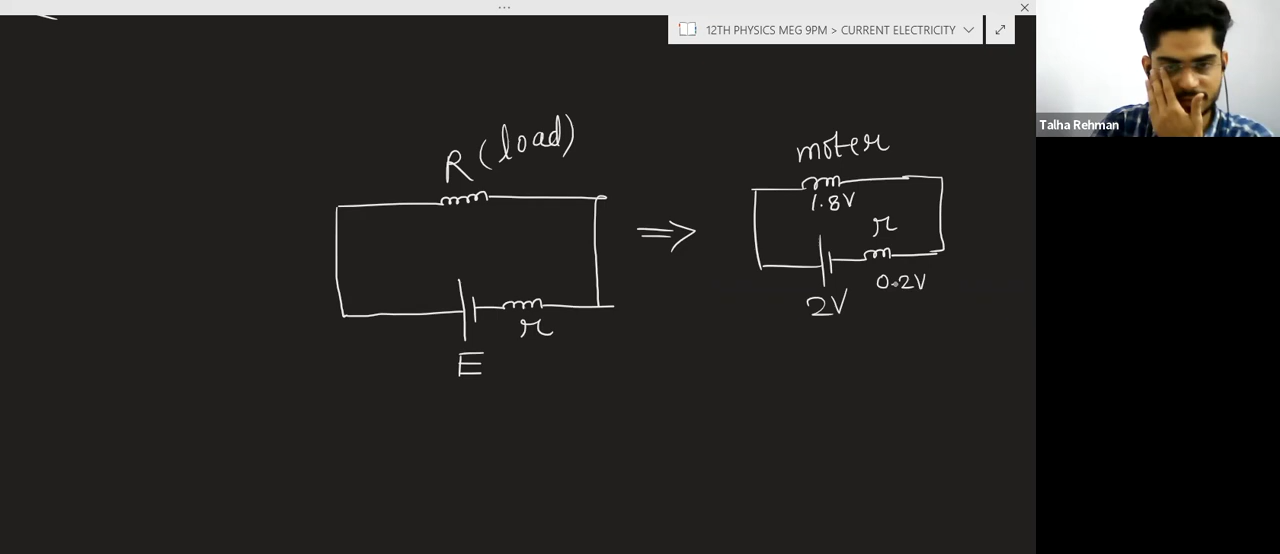 12TH PHYSICS MEG 9PM > CURRENT ELECTRICITY
Talha Rehman
R (load)
r
E
moter
1.8V
r
0.2V
2V